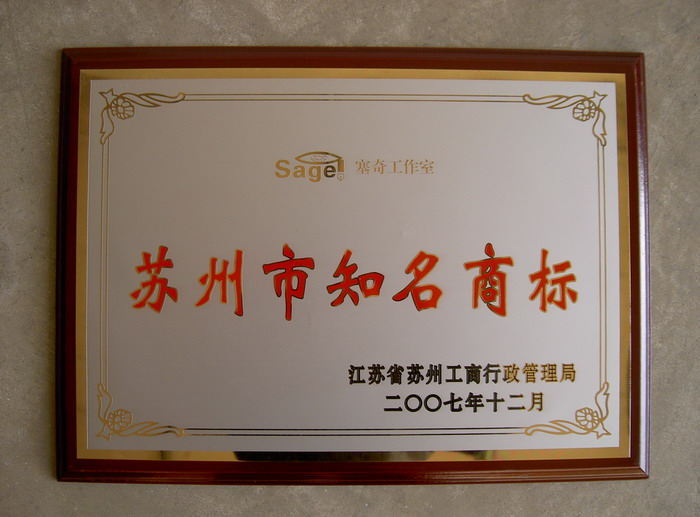 Sage! 塞奇工作室
苏州市知名商标
江苏省苏州工商行政管理局
二〇〇七年十二月